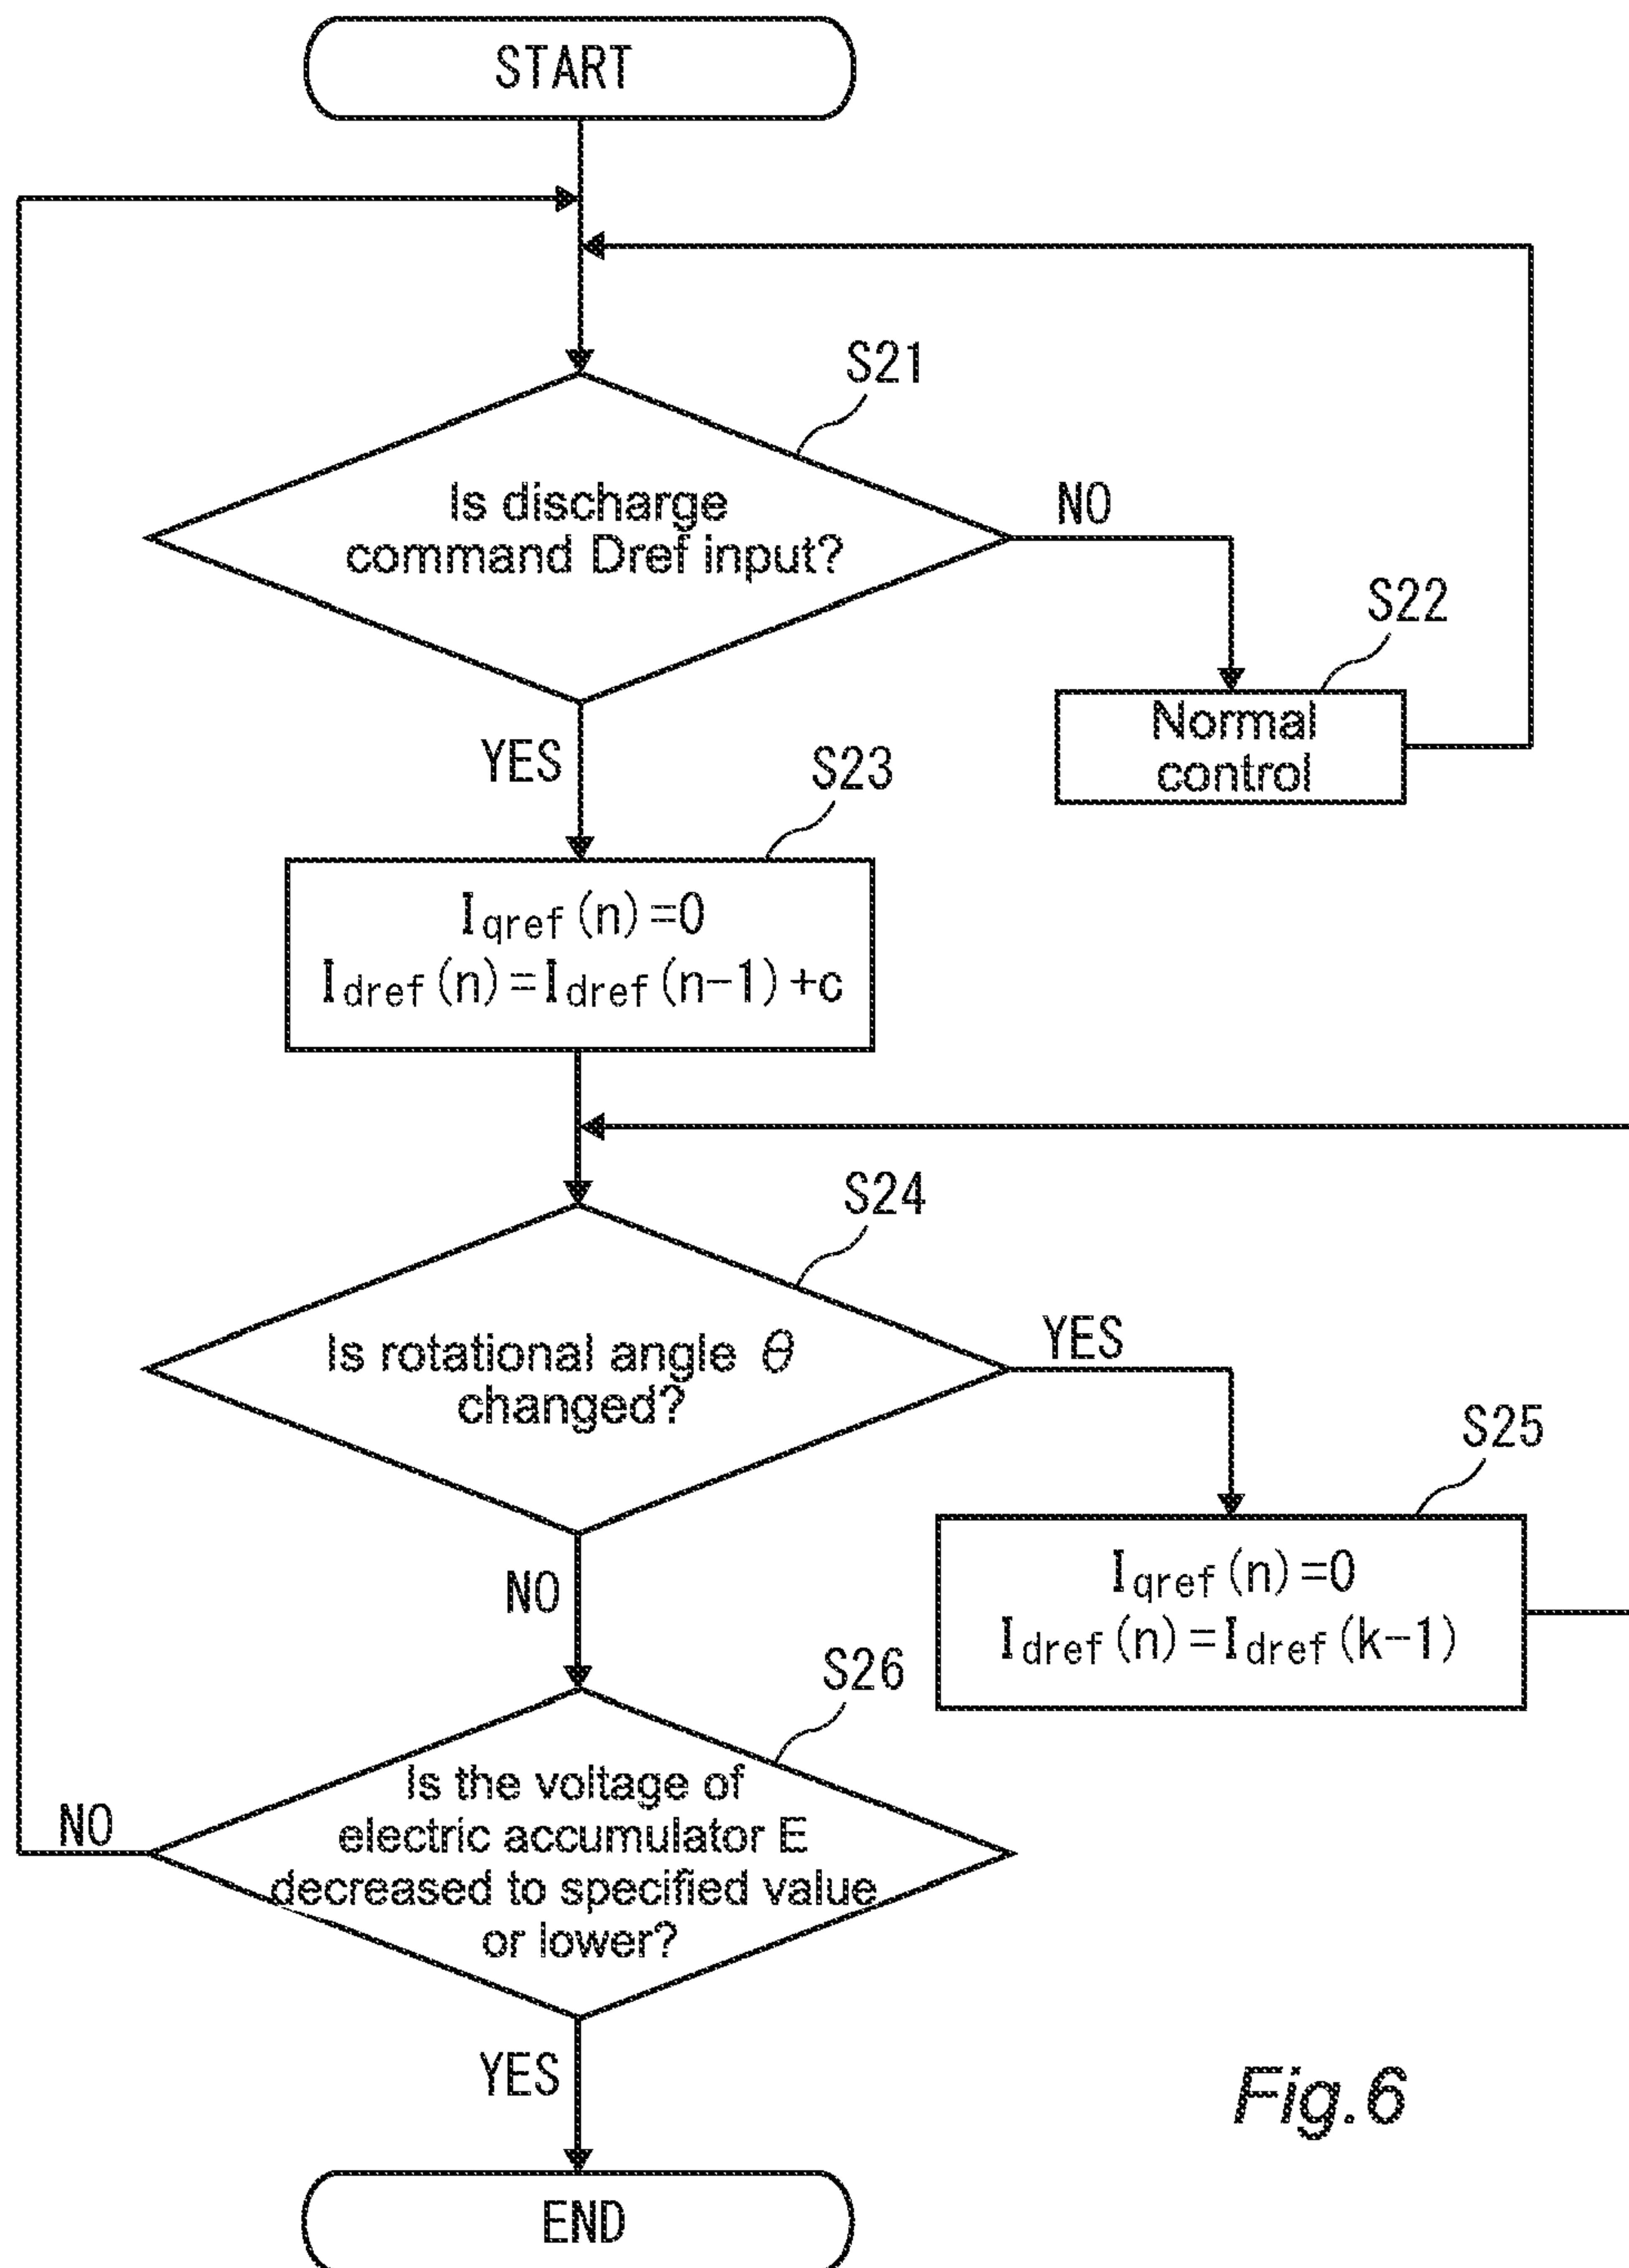 START
S21
Is discharge
command Dref input?
NO
S22
Normal
control
YES
S23
Iqref(n)=0
Idref(n)=Idref(n-1)+c
S24
Is rotational angle θ
changed?
YES
S25
Iqref(n)=0
Idref(n)=Idref(k-1)
NO
S26
Is the voltage of
electric accumulator E
decreased to specified value
or lower?
NO
YES
Fig.6
END